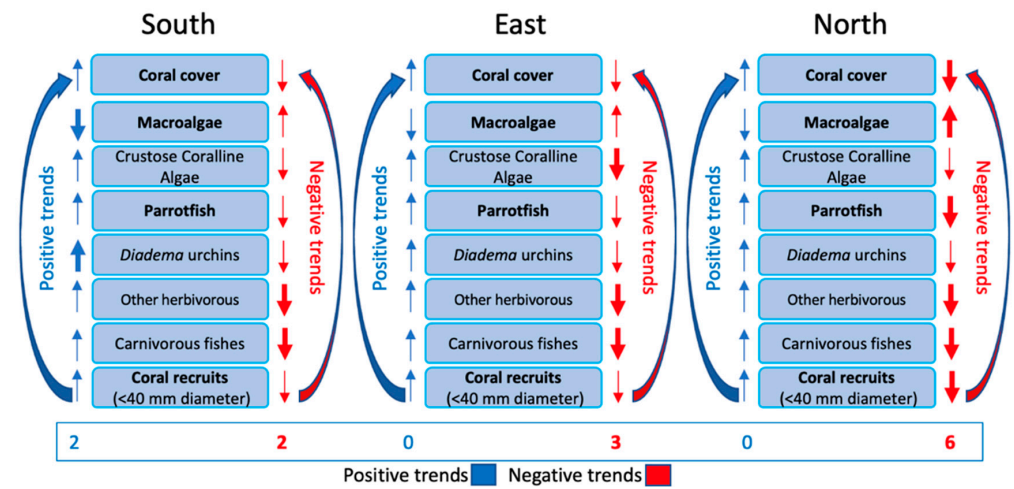 South
East
North
Coral cover
Macroalgae
Crustose Coralline
Algae
Parrotfish
Diadema urchins
Other herbivorous
Carnivorous fishes
Coral recruits
(<40 mm diameter)
Positive trends
Negative trends
Coral cover
Macroalgae
Crustose Coralline
Algae
Parrotfish
Diadema urchins
Other herbivorous
Carnivorous fishes
Coral recruits
(<40 mm diameter)
Positive trends
Negative trends
Coral cover
Macroalgae
Crustose Coralline
Algae
Parrotfish
Diadema urchins
Other herbivorous
Carnivorous fishes
Coral recruits
(<40 mm diameter)
Positive trends
Negative trends
2 2 0 3 0 6
Positive trends Negative trends